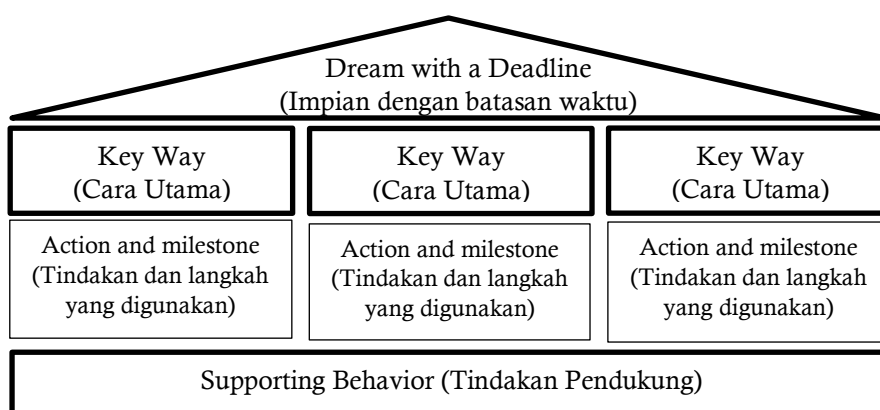 Dream with a Deadline
(Impian dengan batasan waktu)
Key Way
(Cara Utama)
Key Way
(Cara Utama)
Key Way
(Cara Utama)
Action and milestone
(Tindakan dan langkah
yang digunakan)
Action and milestone
(Tindakan dan langkah
yang digunakan)
Action and milestone
(Tindakan dan langkah
yang digunakan)
Supporting Behavior (Tindakan Pendukung)